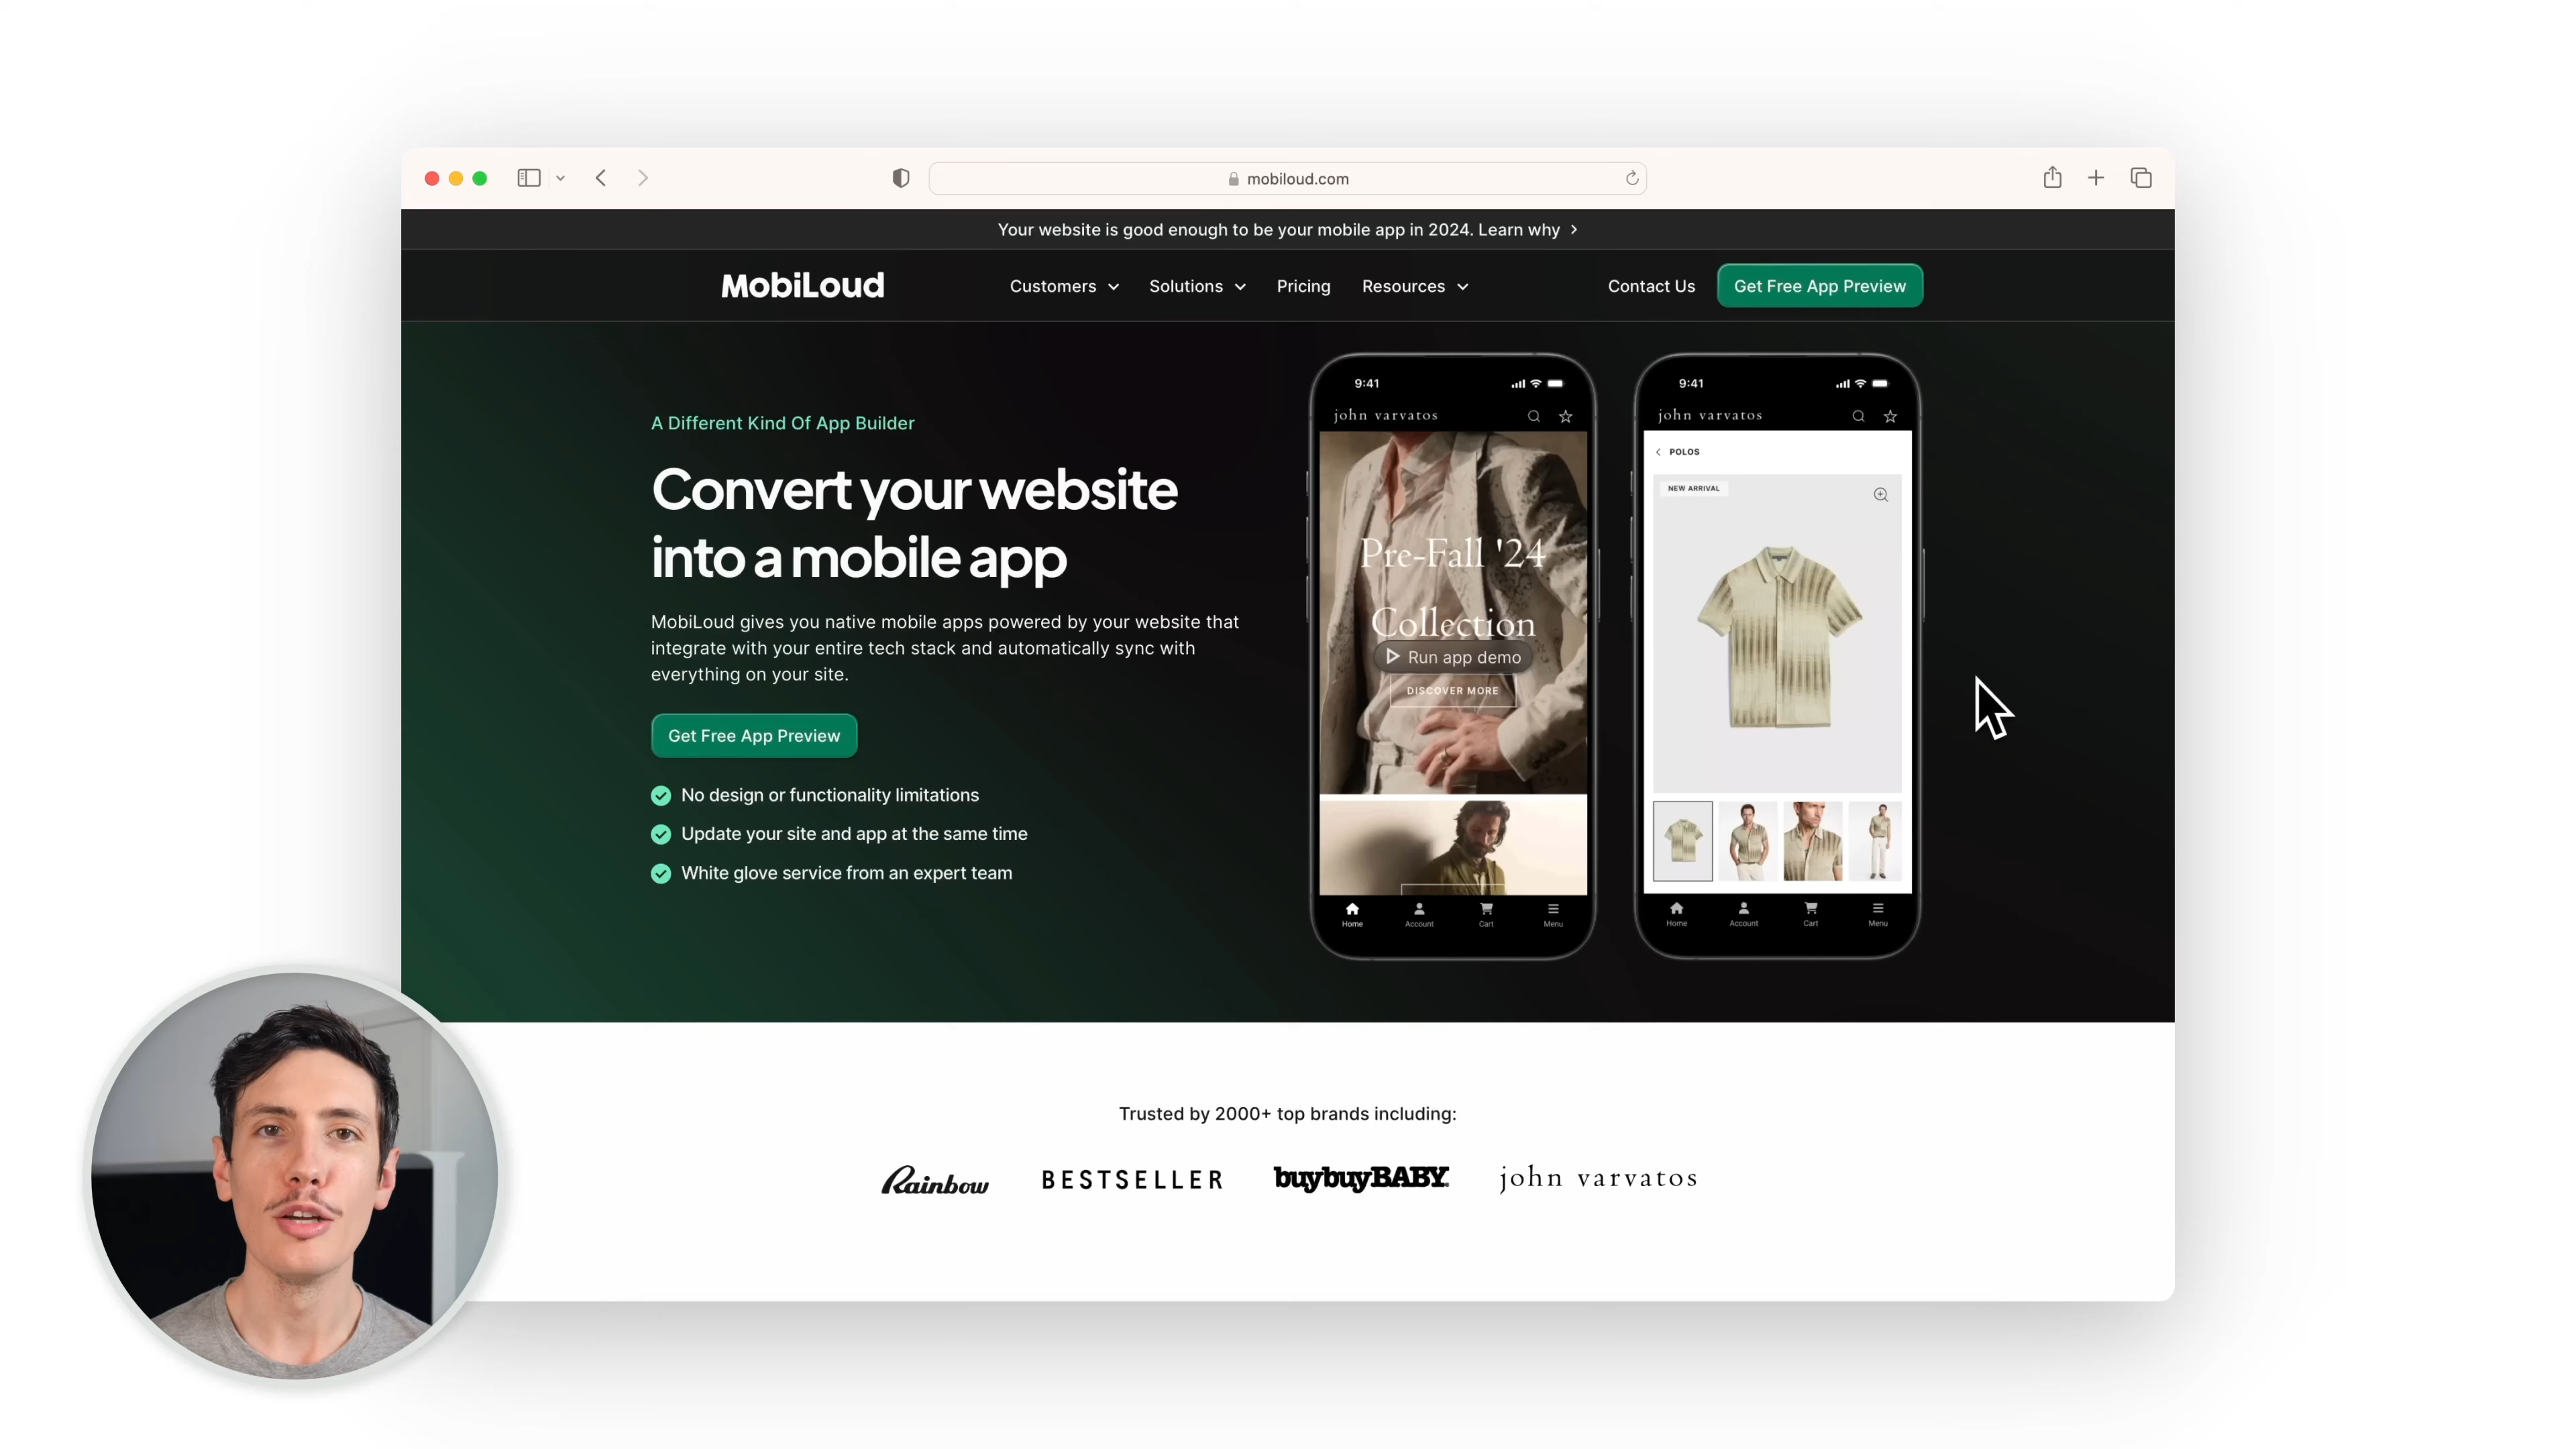 mobiloud.com
Your website is good enough to be your mobile app in 2024. Learn why
MobiLoud
Customers
Solutions
Pricing
Resources
Contact Us
Get Free App Preview
A Different Kind Of App Builder
Convert your website
into a mobile app
MobiLoud gives you native mobile apps powered by your website that
integrate with your entire tech stack and automatically sync with
everything on your site.
Get Free App Preview
No design or functionality limitations
Update your site and app at the same time
White glove service from an expert team
9:41
john varvatos
Pre-Fall '24
Collection
Run app demo
DISCOVER MORE
Home
Account
Cart
Menu
9:41
john varvatos
POLOS
NEW ARRIVAL
Home
Account
Cart
Menu
Trusted by 2000+ top brands including:
Rainbow
BESTSELLER
buybuyBABY
john varvatos